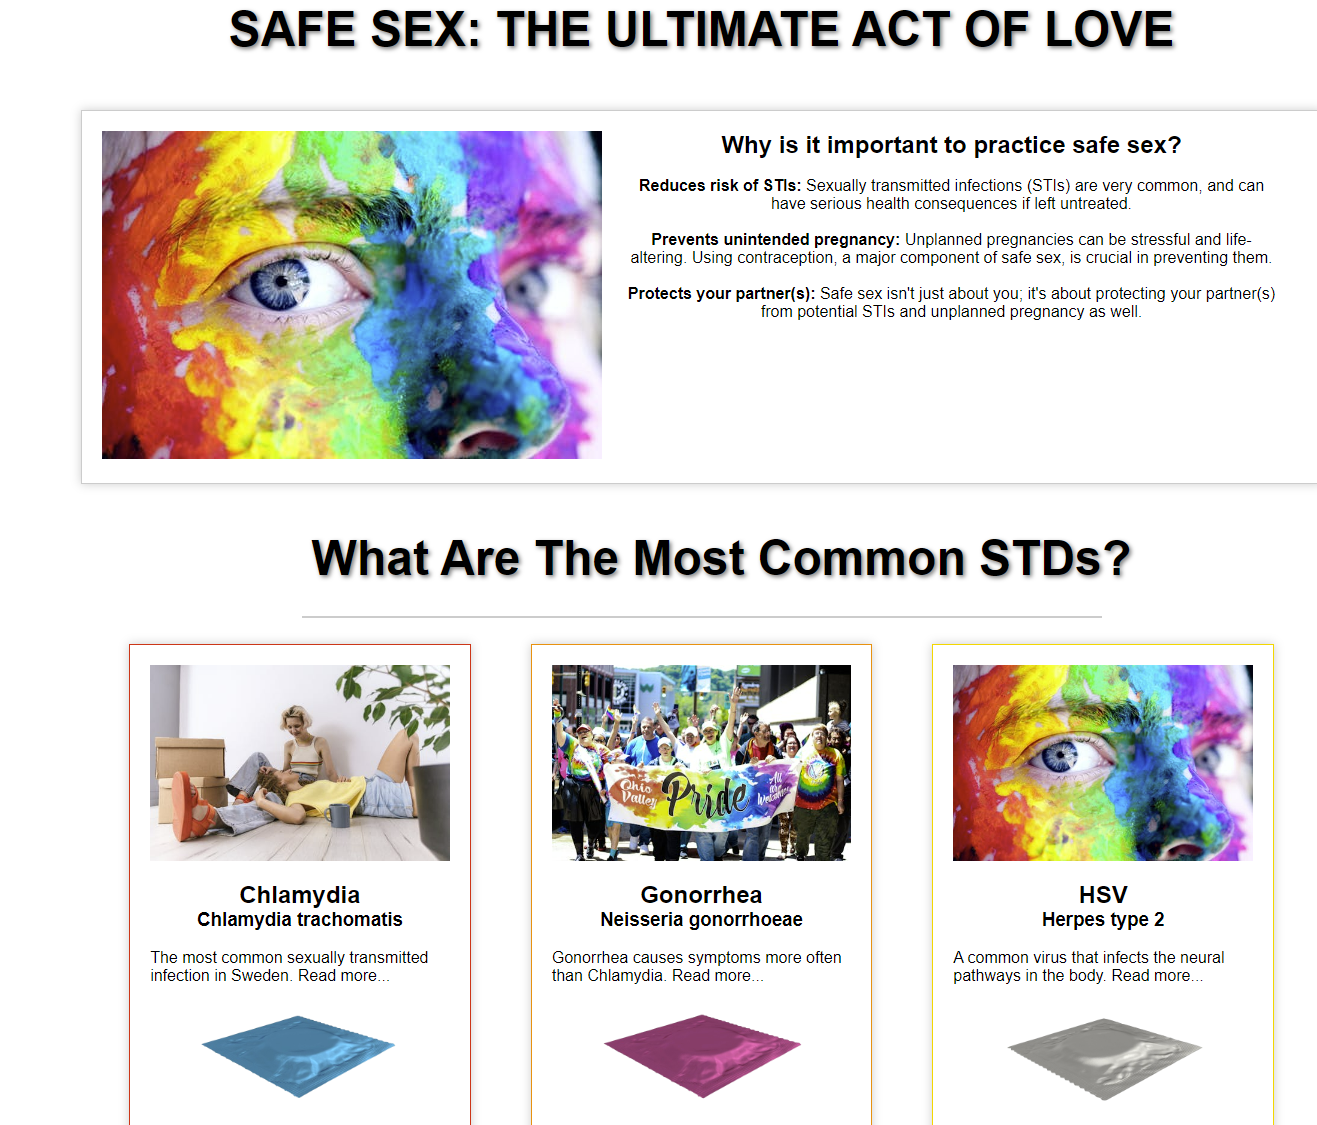 SAFE SEX: THE ULTIMATE ACT OF LOVE
Why is it important to practice safe sex?
Reduces risk of STIs: Sexually transmitted infections (STIs) are very common, and can
have serious health consequences if left untreated.
Prevents unintended pregnancy: Unplanned pregnancies can be stressful and life-
altering. Using contraception, a major component of safe sex, is crucial in preventing them.
Protects your partner(s): Safe sex isn't just about you; it's about protecting your partner(s)
from potential STIs and unplanned pregnancy as well.
What Are The Most Common STDs?
Ohio
Valley
Pride
All
are
Welcome
Chlamydia
Chlamydia trachomatis
The most common sexually transmitted
infection in Sweden. Read more...
Gonorrhea
Neisseria gonorrhoeae
Gonorrhea causes symptoms more often
than Chlamydia. Read more...
HSV
Herpes type 2
A common virus that infects the neural
pathways in the body. Read more...